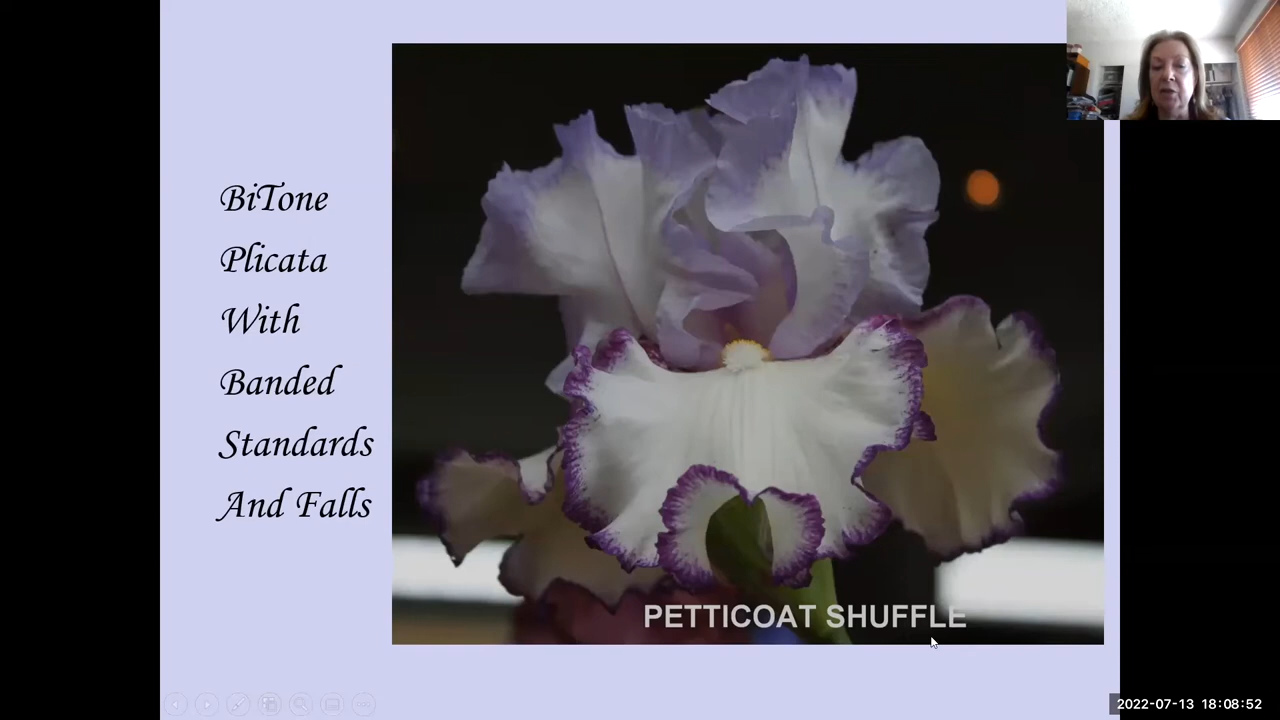 BiTone
Plicata
With
Banded
Standards
And Falls
PETTICOAT SHUFFLE
2022-07-13 18:08:52